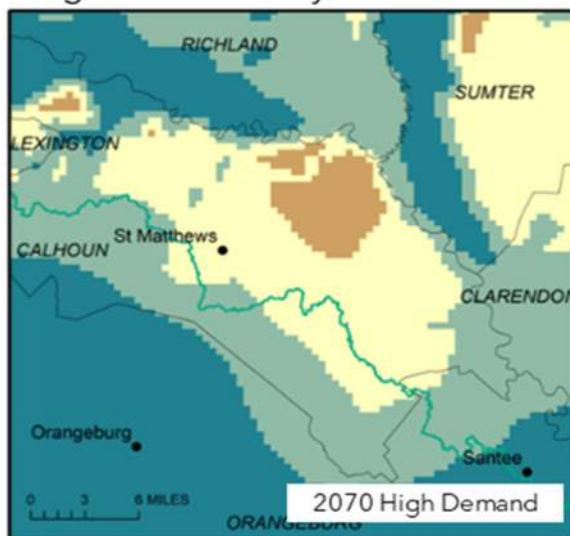 RICHLAND
SUMTER
LEXINGTON
St Matthews
CALHOUN
CLARENDON
Orangeburg
Santee
0 3 6 MILES
2070 High Demand
ORANGEBURG